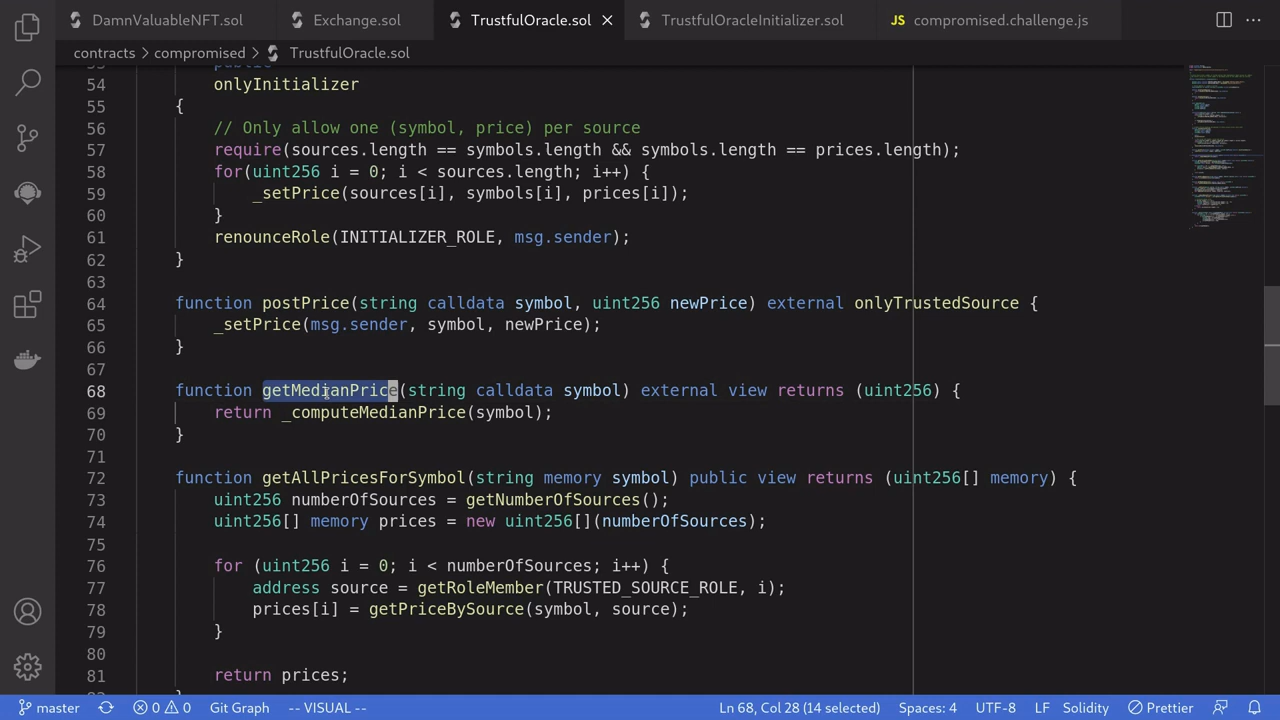 DamnValuableNFT.sol Exchange.sol TrustfulOracle.sol TrustfulOracleInitializer.sol JS compromised.challenge.js
contracts > compromised > TrustfulOracle.sol
54 onlyInitializer
55 {
56 // Only allow one (symbol, price) per source
57 require(sources.length == symbols.length && symbols.length == prices.length)
58 for(uint256 i = 0; i < sources.length; i++) {
59 _setPrice(sources[i], symbols[i], prices[i]);
60 }
61 renounceRole(INITIALIZER_ROLE, msg.sender);
62 }
63
64 function postPrice(string calldata symbol, uint256 newPrice) external onlyTrustedSource {
65 _setPrice(msg.sender, symbol, newPrice);
66 }
67
68 function getMedianPrice(string calldata symbol) external view returns (uint256) {
69 return _computeMedianPrice(symbol);
70 }
71
72 function getAllPricesForSymbol(string memory symbol) public view returns (uint256[] memory) {
73 uint256 numberOfSources = getNumberOfSources();
74 uint256[] memory prices = new uint256[](numberOfSources);
75
76 for (uint256 i = 0; i < numberOfSources; i++) {
77 address source = getRoleMember(TRUSTED_SOURCE_ROLE, i);
78 prices[i] = getPriceBySource(symbol, source);
79 }
80
81 return prices;
master 0 0 Git Graph -- VISUAL -- Ln 68, Col 28 (14 selected) Spaces: 4 UTF-8 LF Solidity Prettier